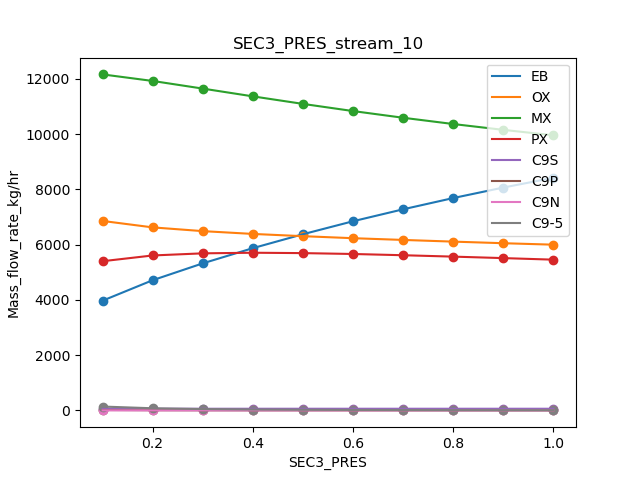 SEC3_PRES_stream_10
Mass_flow_rate_kg/hr
12000
10000
8000
6000
4000
2000
0
EB
OX
MX
PX
C9S
C9P
C9N
C9-5
0.2
0.4
0.6
0.8
1.0
SEC3_PRES